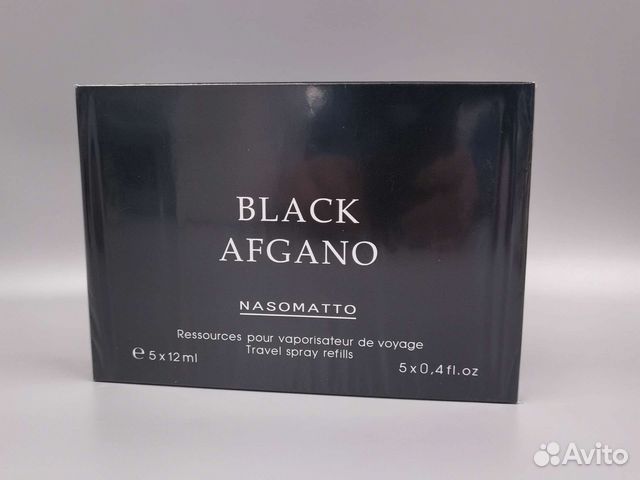 BLACK
AFGANO
NASOMATTO
Ressources pour vaporisateur de voyage
Travel spray refills
℮ 5 x 12 ml
5 x 0,4 fl.oz
Avito